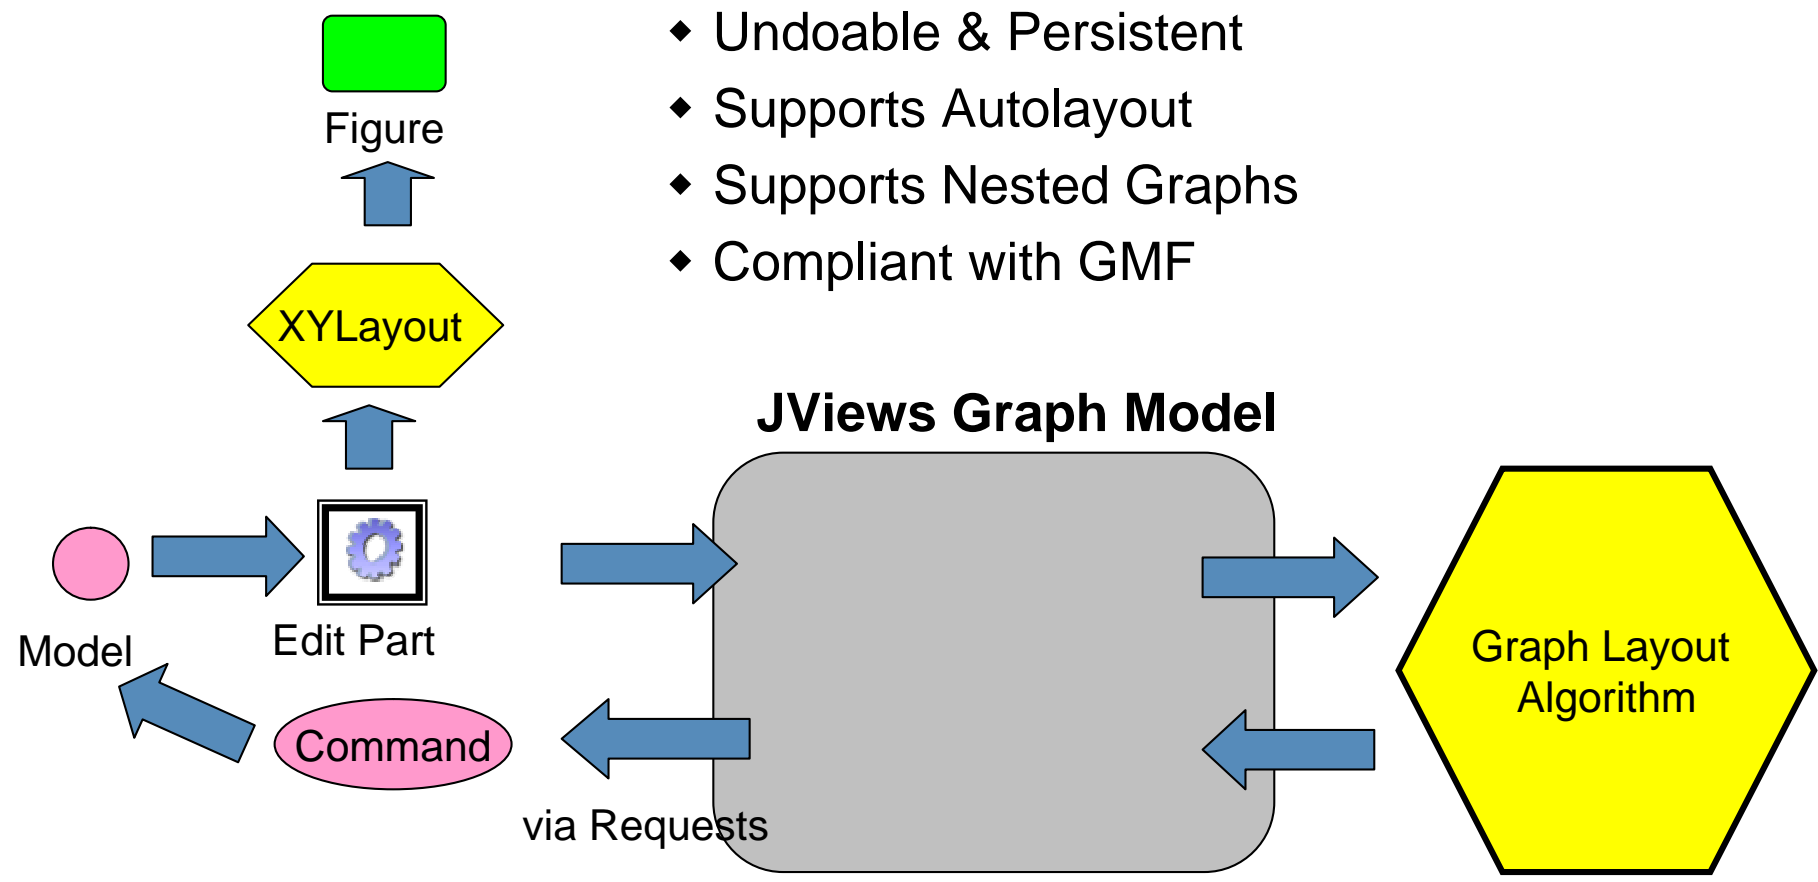 ◆ Undoable & Persistent
◆ Supports Autolayout
Figure
◆ Supports Nested Graphs
◆ Compliant with GMF
XYLayout
JViews Graph Model
Model
Edit Part
Graph Layout
Algorithm
Command
via Requests